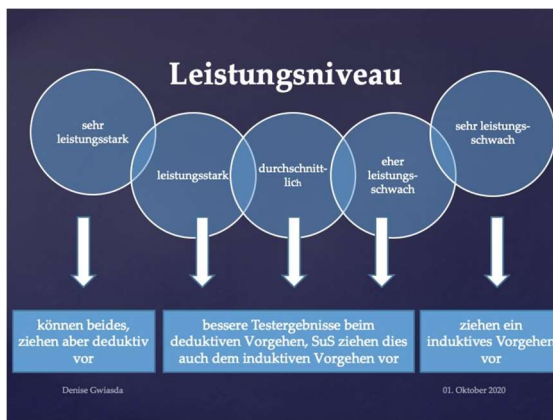 Leistungsniveau
sehr
leistungsstark
leistungsstark
durchschnitt-
lich
eher
leistungs-
schwach
sehr leistungs-
schwach
können beides,
ziehen aber deduktiv
vor
bessere Testergebnisse beim
deduktiven Vorgehen, SuS ziehen dies
auch dem induktiven Vorgehen vor
ziehen ein
induktives Vorgehen
vor
Denise Gwiasda
01. Oktober 2020